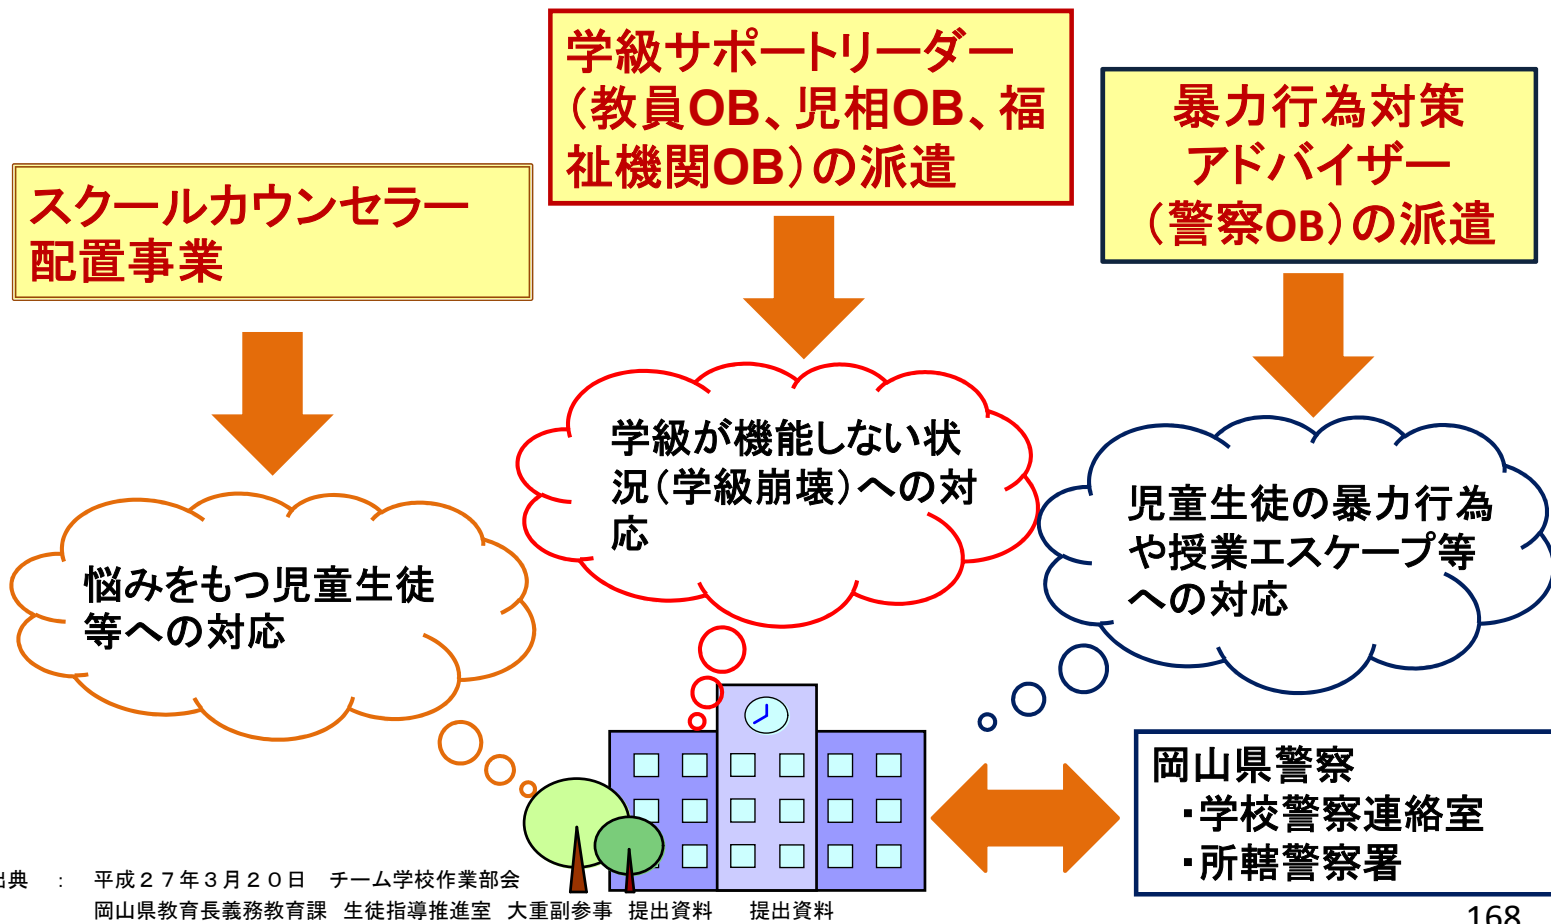 学級サポートリーダー
（教員OB、児相OB、福
祉機関OB）の派遣
暴力行為対策
アドバイザー
（警察OB）の派遣
スクールカウンセラー
配置事業
学級が機能しない状
況（学級崩壊）への対
応
児童生徒の暴力行為
や授業エスケープ等
への対応
悩みをもつ児童生徒
等への対応
岡山県警察
・学校警察連絡室
・所轄警察署
出典　：　平成２７年３月２０日　チーム学校作業部会
岡山県教育長義務教育課　生徒指導推進室　大重副参事　提出資料　　提出資料
168